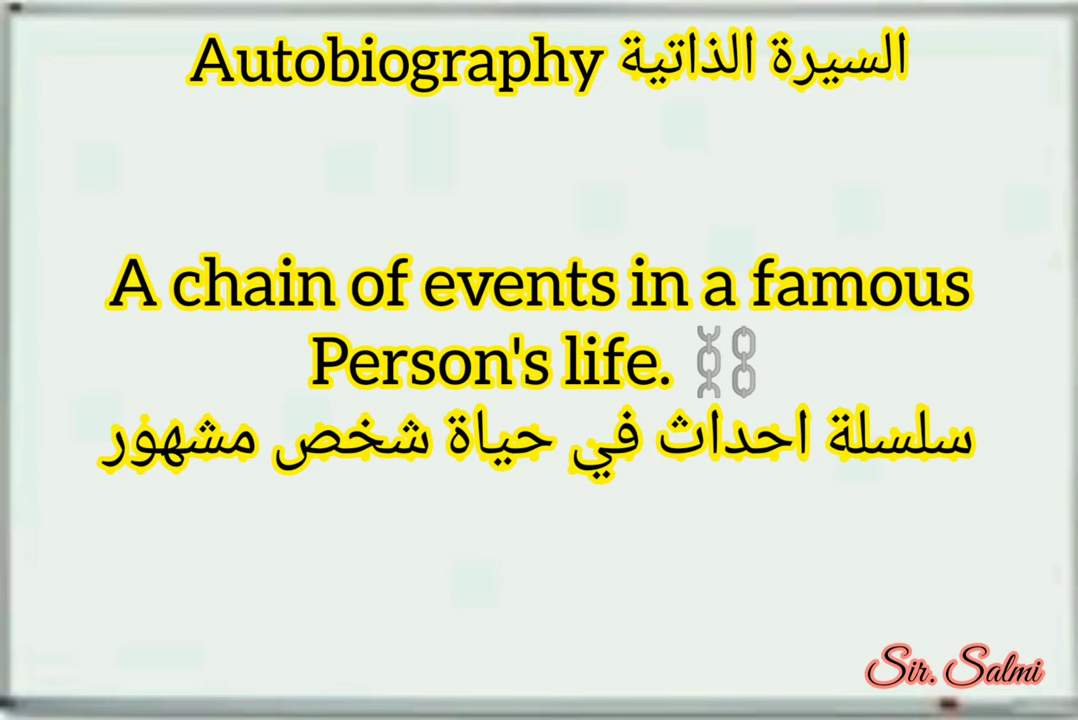 Autobiography السيرة الذاتية
A chain of events in a famous
Person's life. ⛓️
سلسلة احداث في حياة شخص مشهور
Sir. Salmi